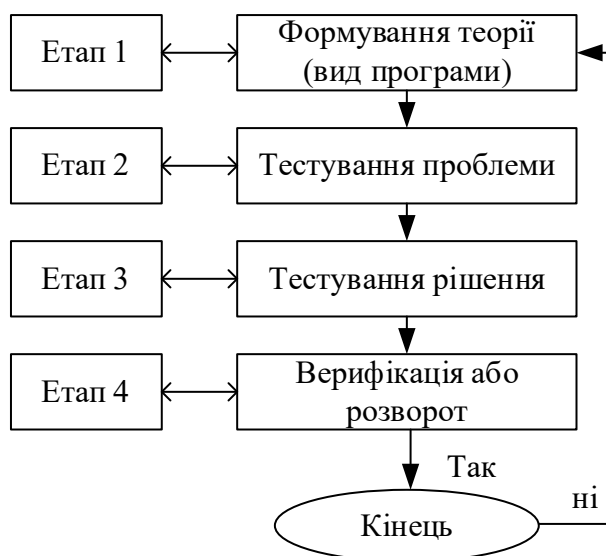 Етап 1
Формування теорії
(вид програми)
Етап 2
Тестування проблеми
Етап 3
Тестування рішення
Етап 4
Верифікація або
розворот
Так
Кінець
ні